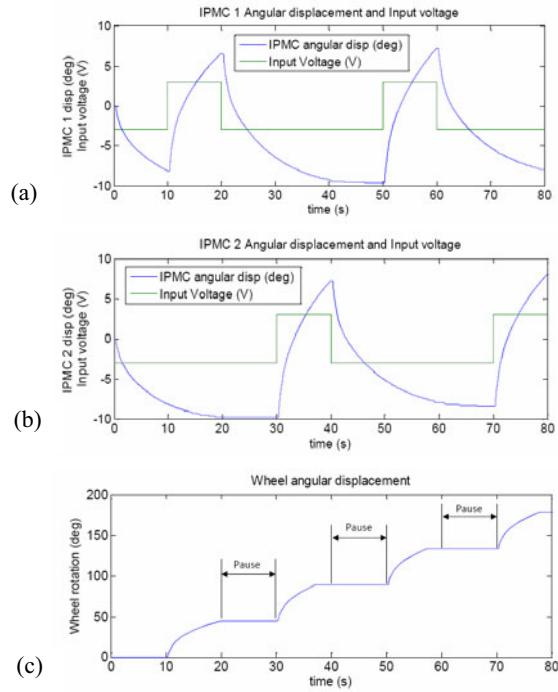 IPMC 1 Angular displacement and Input voltage
10
5
0
-5
-10
IPMC 1 disp (deg)
Input voltage (V)
IPMC angular disp (deg)
Input Voltage (V)
0 10 20 30 40 50 60 70 80
time (s)
(a)
IPMC 2 Angular displacement and Input voltage
10
5
0
-5
-10
IPMC 2 disp (deg)
Input voltage (V)
IPMC angular disp (deg)
Input Voltage (V)
0 10 20 30 40 50 60 70 80
time (s)
(b)
Wheel angular displacement
200
150
100
50
0
Wheel rotation (deg)
Pause
Pause
Pause
0 10 20 30 40 50 60 70 80
time (s)
(c)